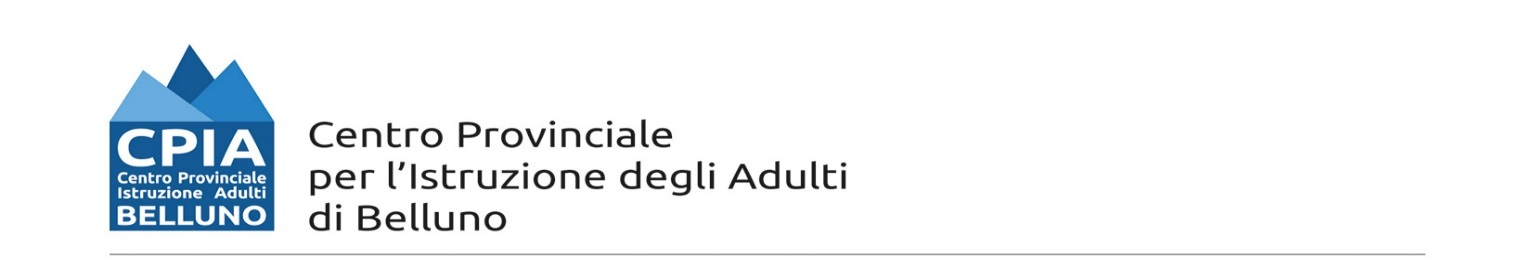 CPIA
Centro Provinciale
Istruzione Adulti
BELLUNO
Centro Provinciale
per l’Istruzione degli Adulti
di Belluno